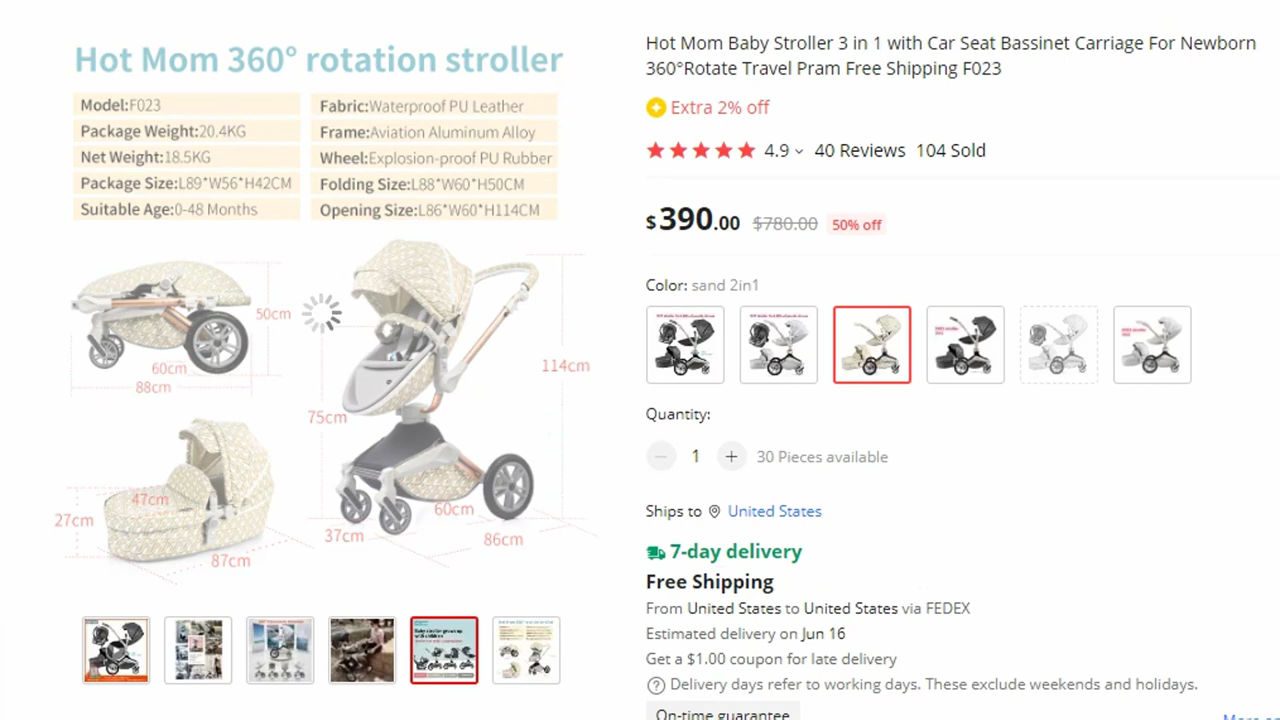 Hot Mom 360° rotation stroller
Model:F023
Fabric:Waterproof PU Leather
Package Weight:20.4KG
Frame:Aviation Aluminum Alloy
Net Weight:18.5KG
Wheel:Explosion-proof PU Rubber
Package Size:L89*W56*H42CM
Folding Size:L88*W60*H50CM
Suitable Age:0-48 Months
Opening Size:L86*W60*H114CM
50cm
60cm
88cm
114cm
75cm
47cm
27cm
87cm
60cm
37cm
86cm
Hot Mom Baby Stroller 3 in 1 with Car Seat Bassinet Carriage For Newborn
360°Rotate Travel Pram Free Shipping F023
Extra 2% off
4.9 40 Reviews 104 Sold
$390.00 $780.00 50% off
Color: sand 2in1
Quantity:
1 30 Pieces available
Ships to United States
7-day delivery
Free Shipping
From United States to United States via FEDEX
Estimated delivery on Jun 16
Get a $1.00 coupon for late delivery
Delivery days refer to working days. These exclude weekends and holidays.
On-time guarantee